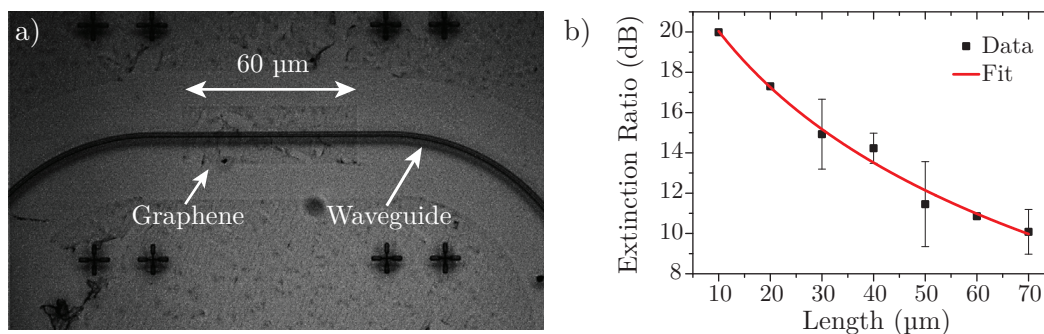 a)
60 µm
Graphene
Waveguide
b)
Extinction Ratio (dB)
20
18
16
14
12
10
8
Data
Fit
10 20 30 40 50 60 70
Length (µm)